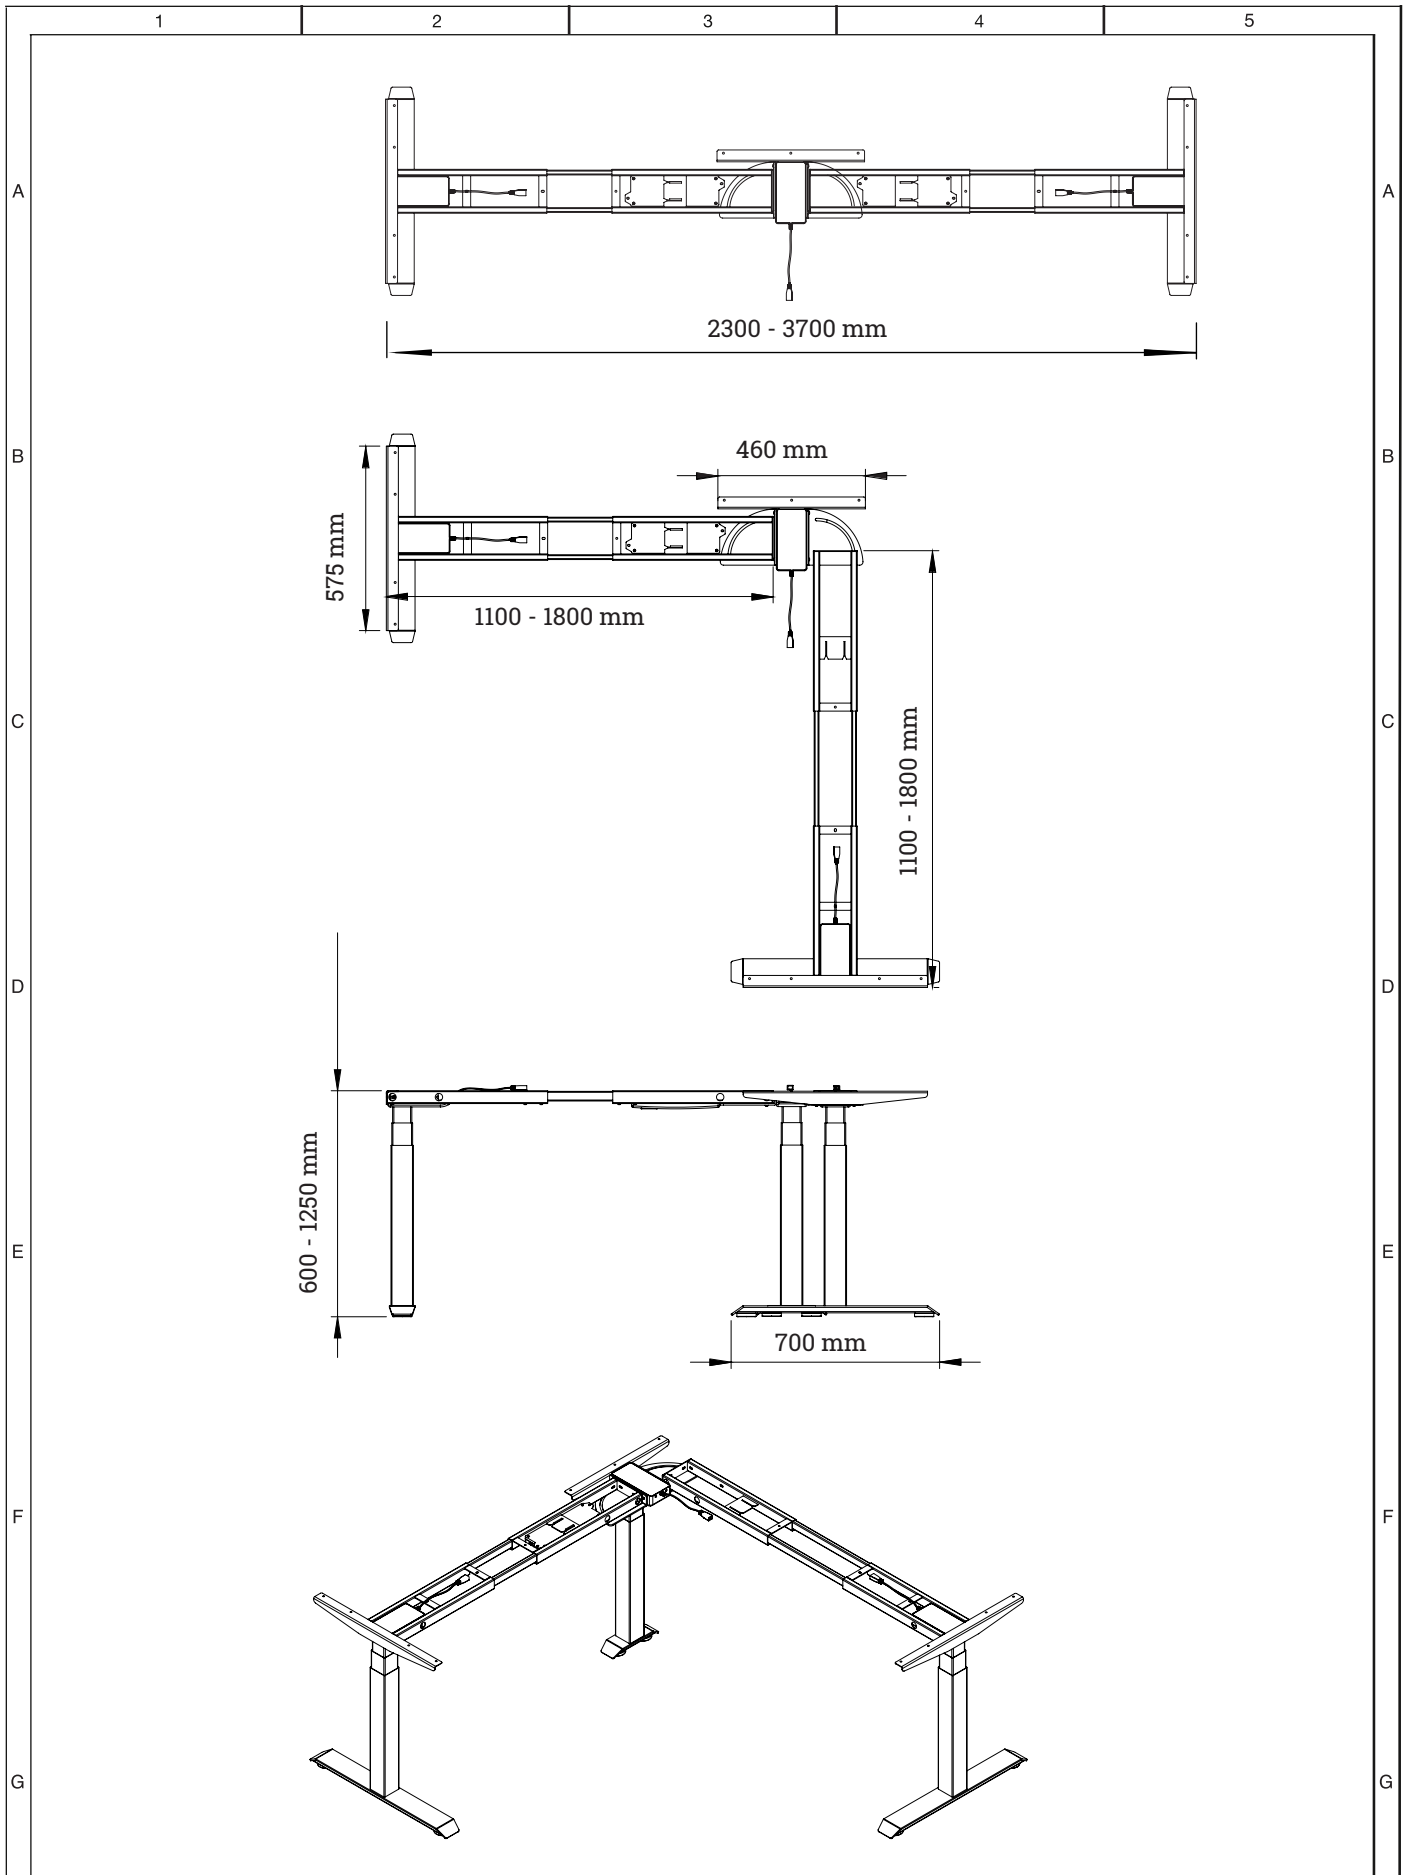 1 2 3 4 5
A A
2300 - 3700 mm
B B
460 mm
575 mm
1100 - 1800 mm
C C
1100 - 1800 mm
D D
600 - 1250 mm
E E
700 mm
F F
G G